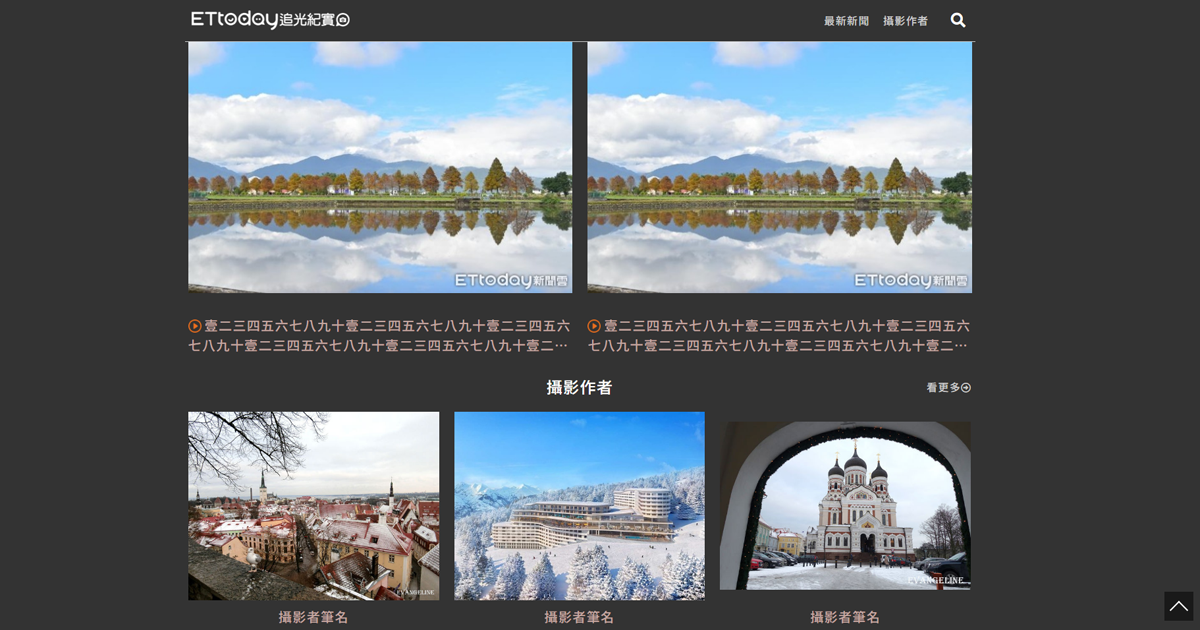 ETtoday追光紀實
最新新聞 攝影作者
ETtoday新聞雲
ETtoday新聞雲
壹二三四五六七八九十壹二三四五六七八九十壹二三四五六
七八九十壹二三四五六七八九十壹二三四五六七八九十壹二…
壹二三四五六七八九十壹二三四五六七八九十壹二三四五六
七八九十壹二三四五六七八九十壹二三四五六七八九十壹二…
攝影作者
看更多
EVANGELINE
EVANGELINE
攝影者筆名
攝影者筆名
攝影者筆名